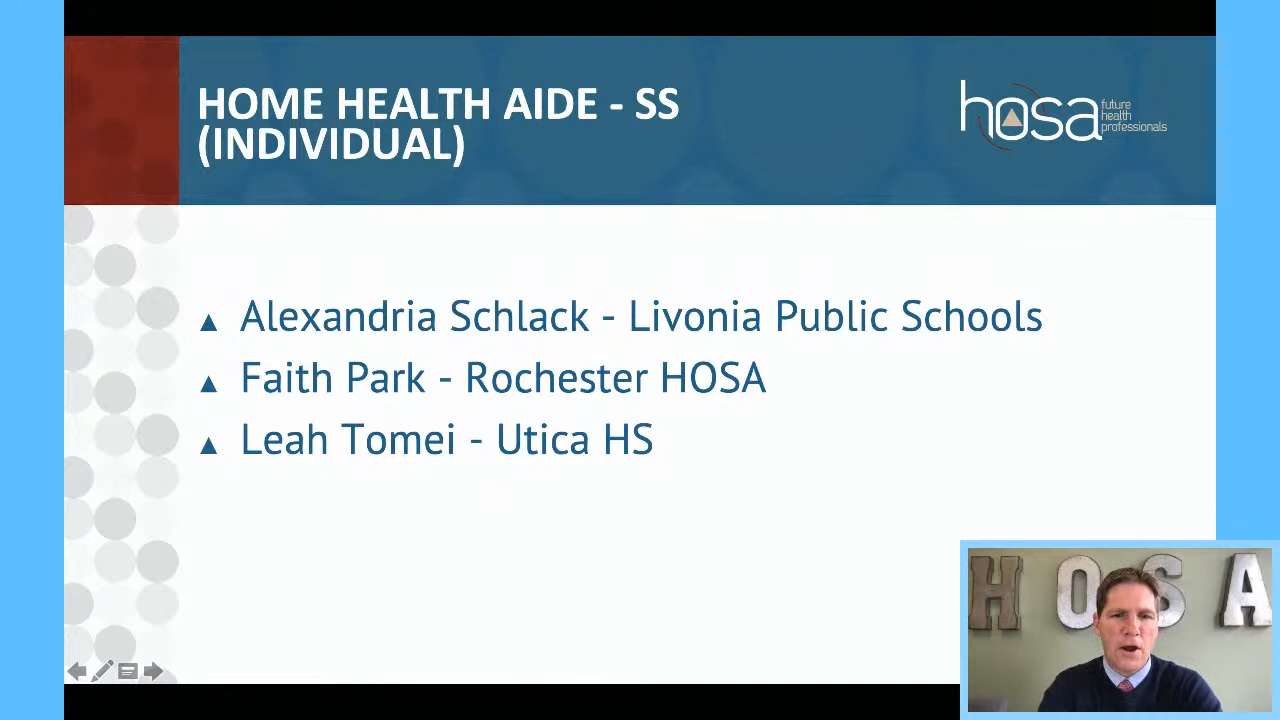 HOME HEALTH AIDE - SS
(INDIVIDUAL)
hosa
future
health
professionals
▲ Alexandria Schlack - Livonia Public Schools
▲ Faith Park - Rochester HOSA
▲ Leah Tomei - Utica HS
HOSA